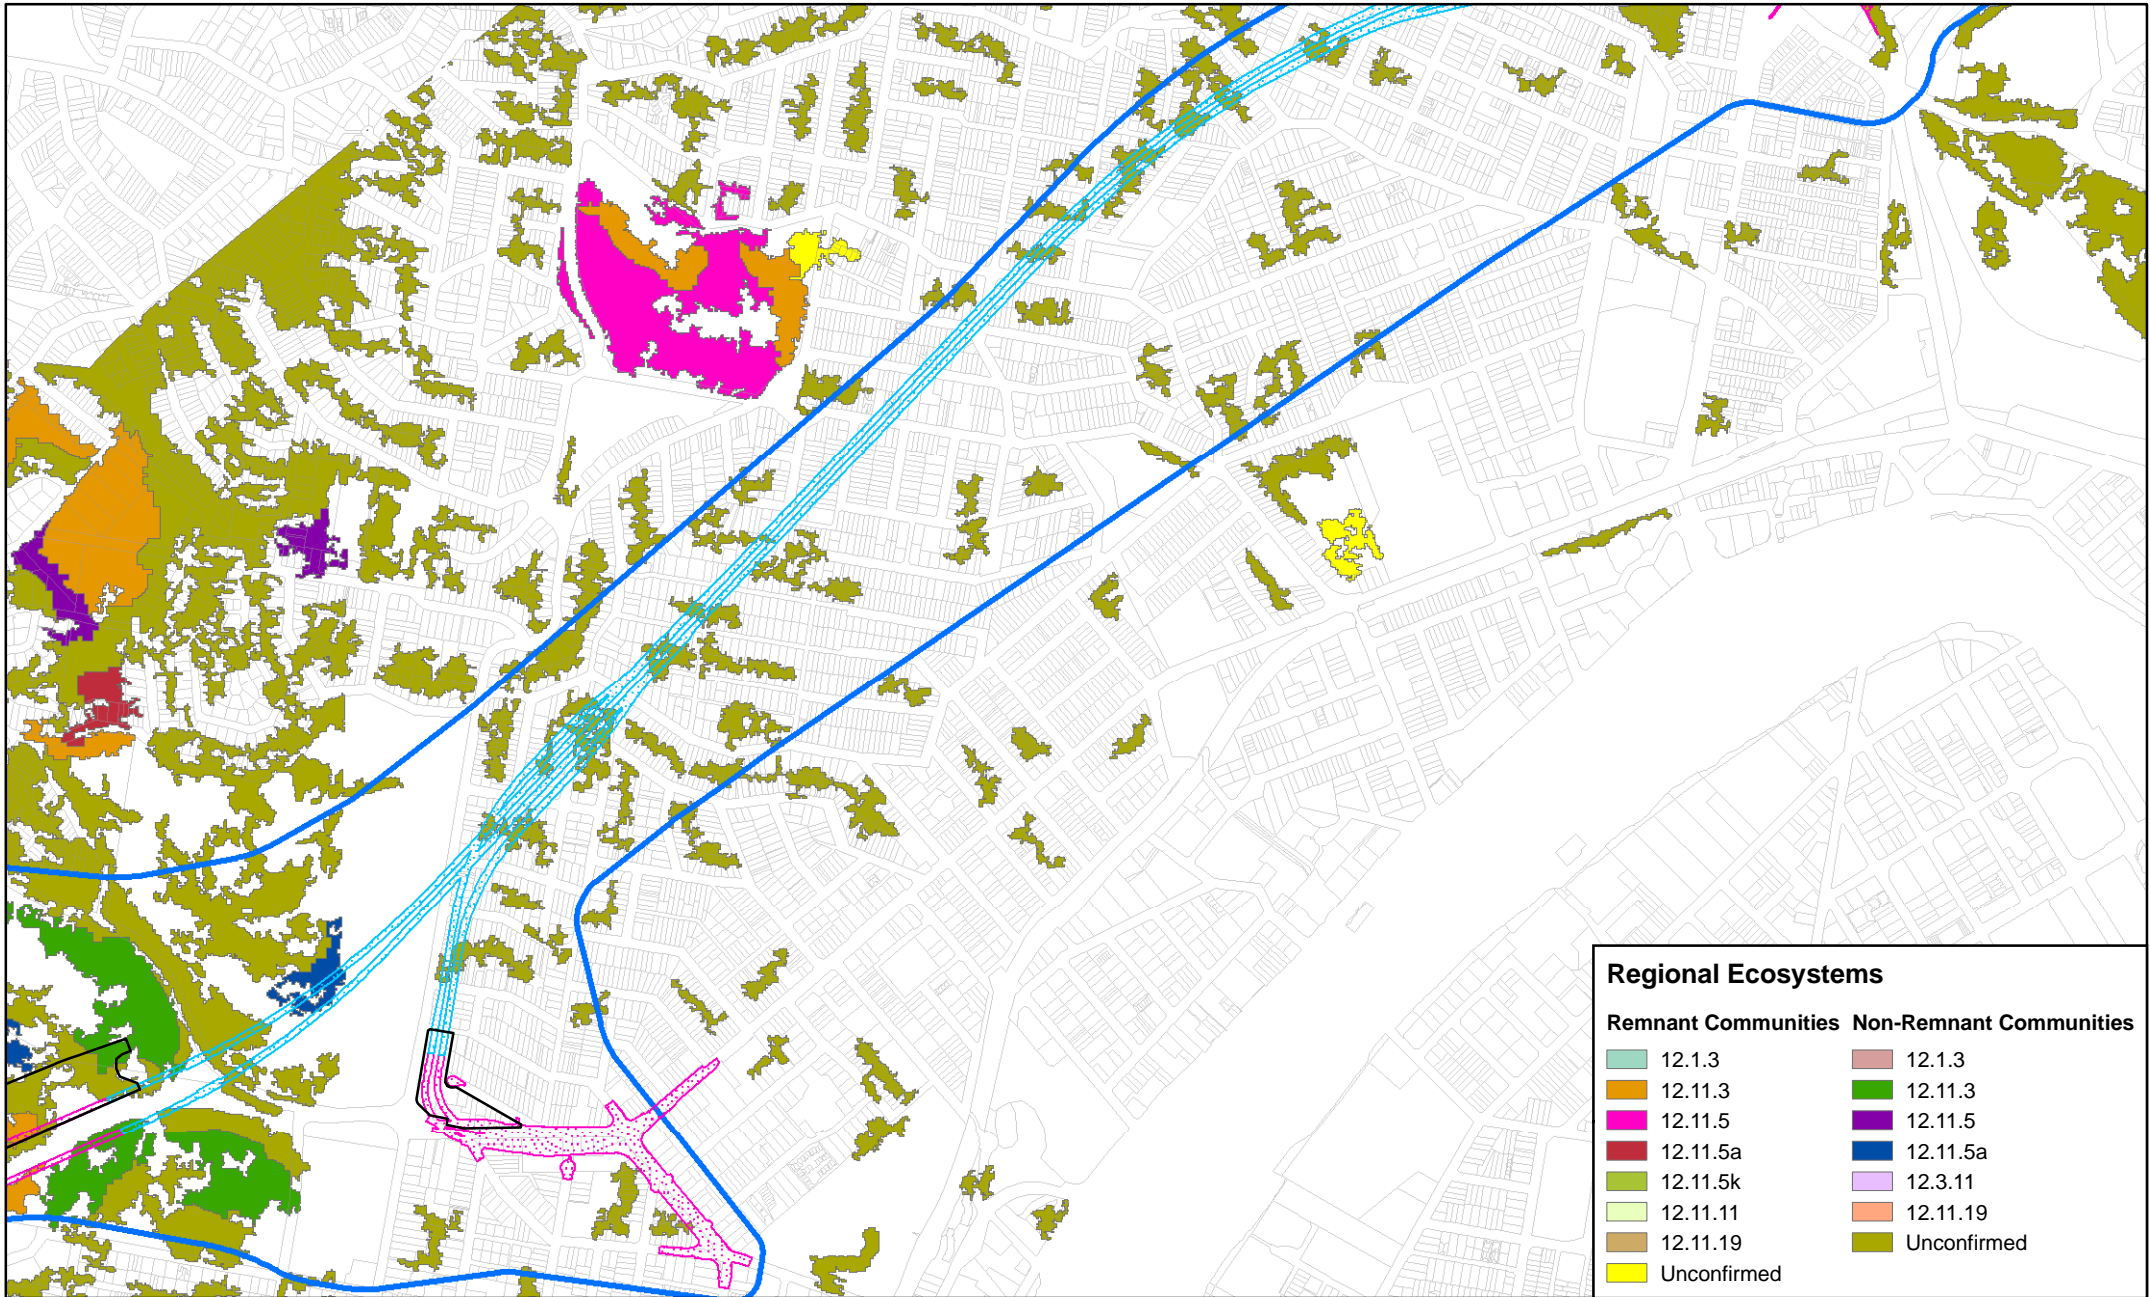 Regional Ecosystems
Remnant Communities Non-Remnant Communities
12.1.3 12.1.3
12.11.3 12.11.3
12.11.5 12.11.5
12.11.5a 12.11.5a
12.11.5k 12.3.11
12.11.11 12.11.19
12.11.19 Unconfirmed
Unconfirmed